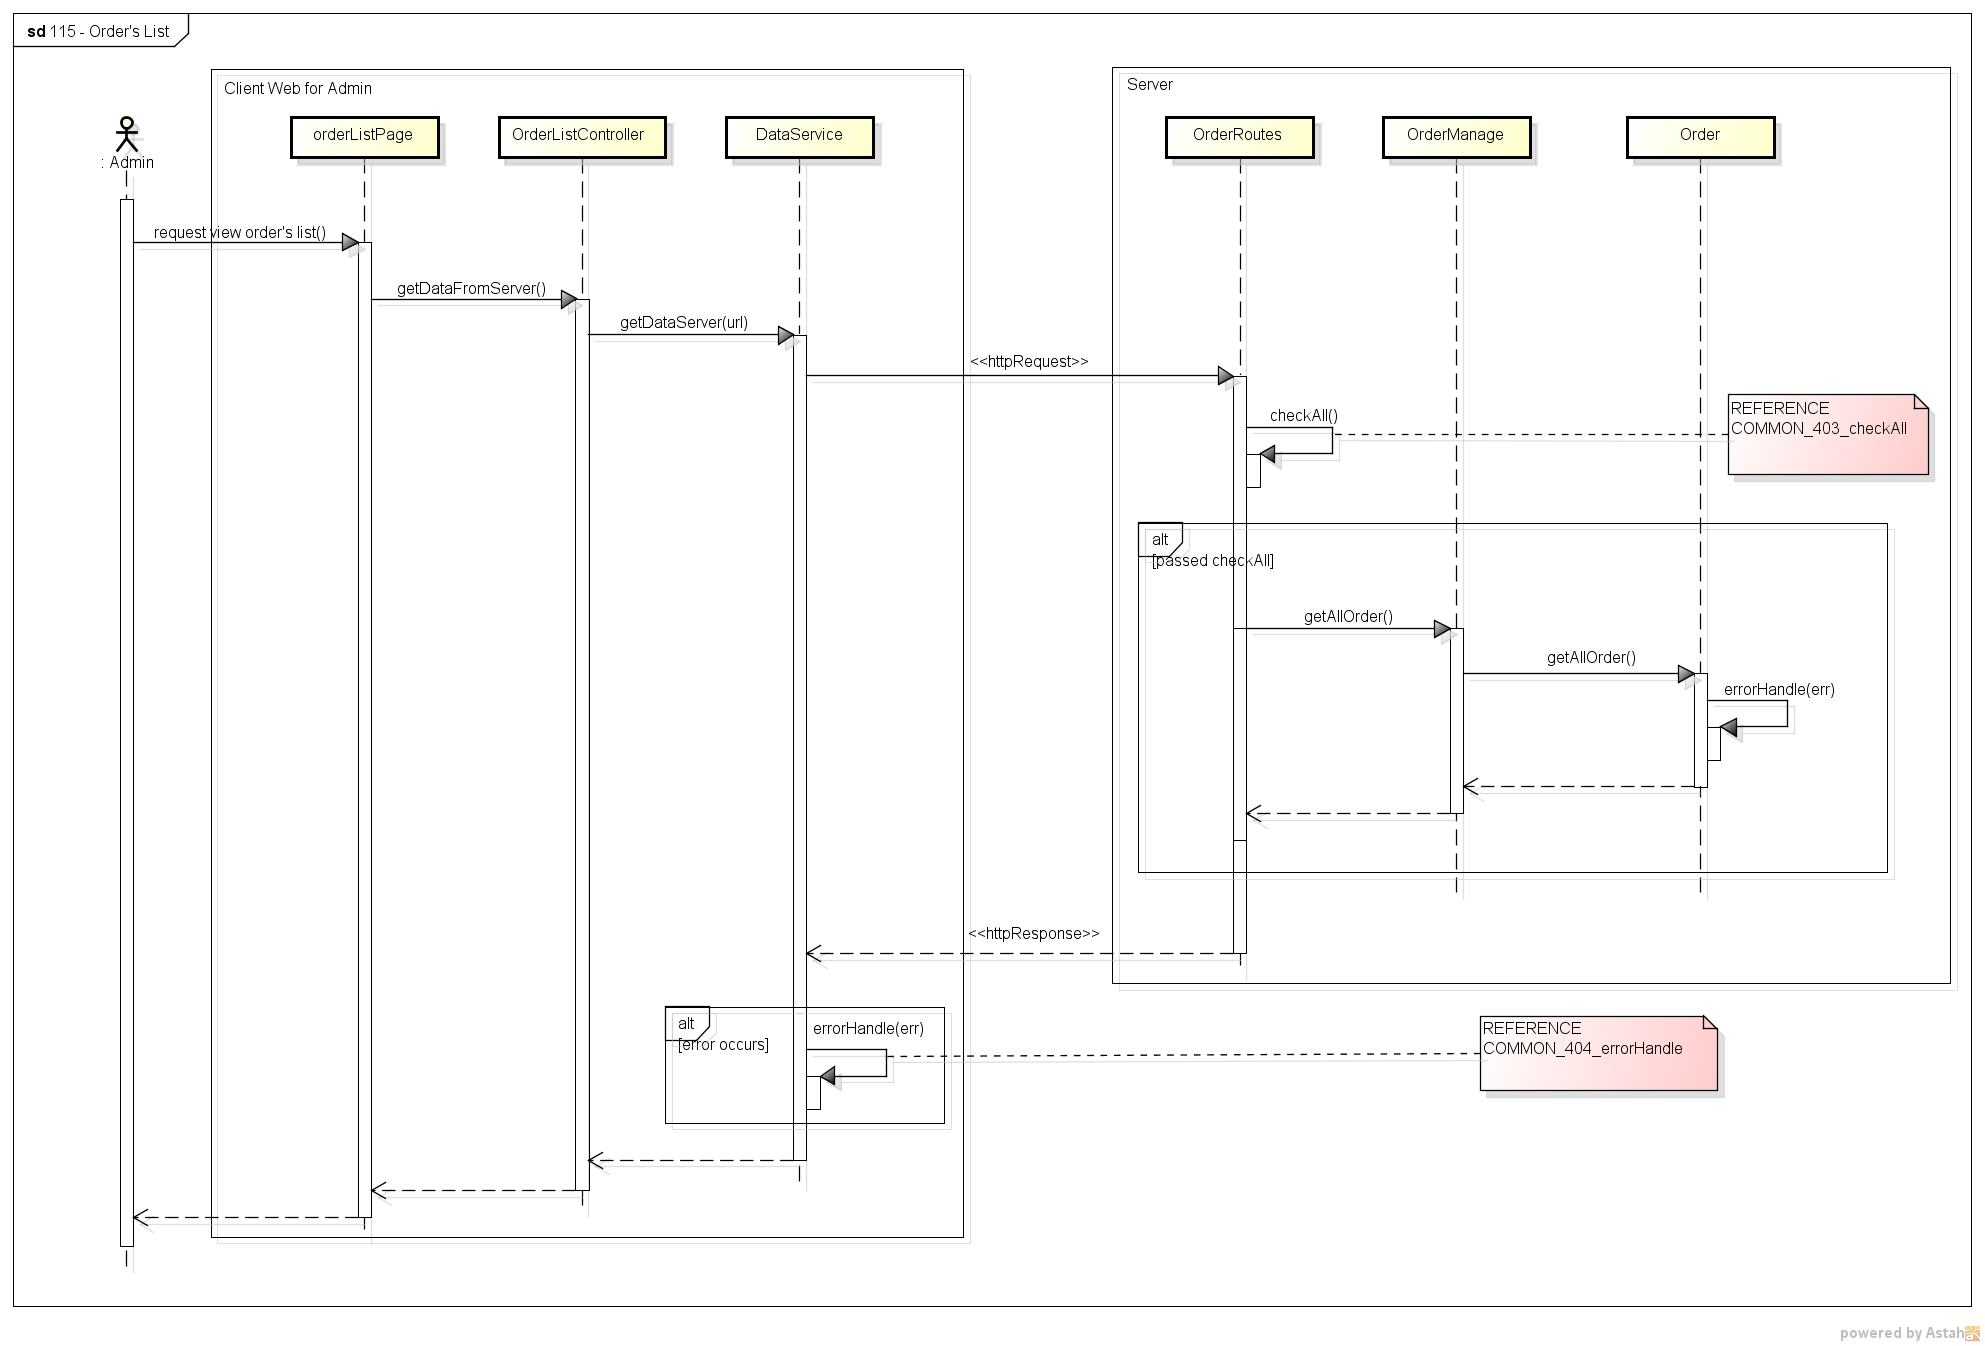 sd 115 - Order's List
Client Web for Admin
Server
: Admin
orderListPage
OrderListController
DataService
OrderRoutes
OrderManage
Order
request view order's list()
getDataFromServer()
getDataServer(url)
<<httpRequest>>
checkAll()
REFERENCE
COMMON_403_checkAll
alt
[passed checkAll]
getAllOrder()
getAllOrder()
errorHandle(err)
<<httpResponse>>
alt
[error occurs]
errorHandle(err)
REFERENCE
COMMON_404_errorHandle
powered by Astah